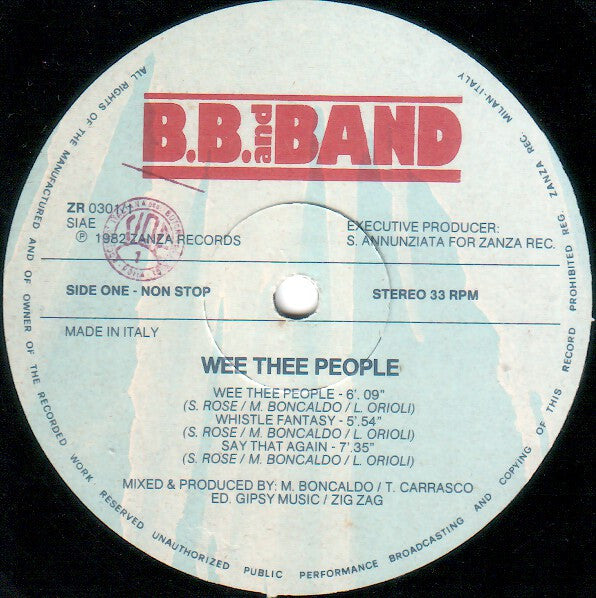 B.B. and BAND
ZR 0301/1
SIAE
℗ 1982 ZANZA RECORDS
EXECUTIVE PRODUCER:
S. ANNUNZIATA FOR ZANZA REC.
SIDE ONE - NON STOP
STEREO 33 RPM
MADE IN ITALY
WEE THEE PEOPLE
WEE THEE PEOPLE - 6'. 09"
(S. ROSE / M. BONCALDO / L. ORIOLI)
WHISTLE FANTASY - 5'.54"
(S. ROSE / M. BONCALDO / L. ORIOLI)
SAY THAT AGAIN - 7'.35"
(S. ROSE / M. BONCALDO / L. ORIOLI)
MIXED & PRODUCED BY: M. BONCALDO / T. CARRASCO
ED. GIPSY MUSIC / ZIG ZAG
ALL RIGHTS OF THE MANUFACTURED AND OF OWNER OF THE RECORDED WORK RESERVED UNAUTHORIZED PUBLIC PERFORMANCE BROADCASTING AND COPYING OF THIS RECORD PROHIBITED REG. ZANZA REC. MILAN-ITALY